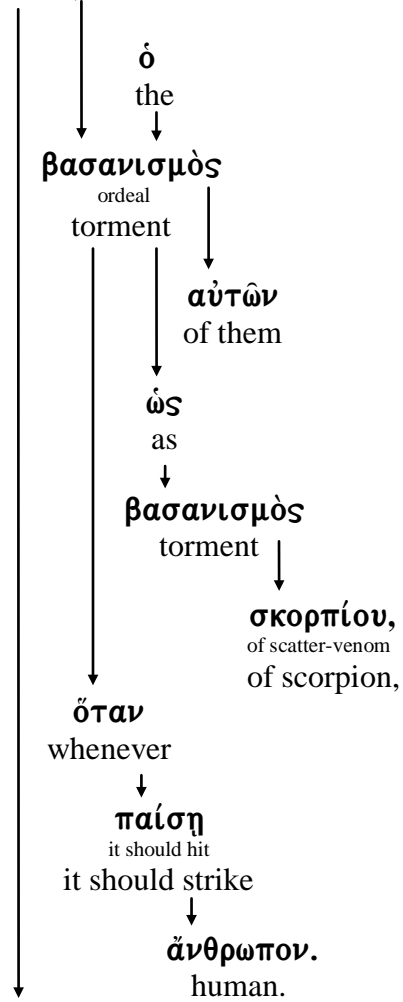 ὁ
the
βασανισμὸς
ordeal
torment
αὐτῶν
of them
ὡς
as
βασανισμὸς
torment
σκορπίου,
of scatter-venom
of scorpion,
ὅταν
whenever
παίσῃ
it should hit
it should strike
ἄνθρωπον.
human.